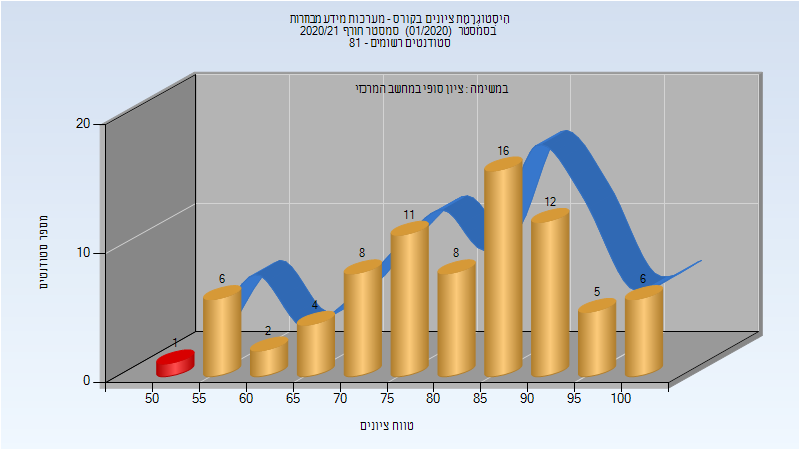 היסטוגרמת ציונים בקורס - מערכות מידע מבוזרות
בסמסטר (01/2020) סמסטר חורף 2020/21
סטודנטים רשומים - 81
במשימה : ציון סופי במחשב המרכזי
מספר סטודנטים
20
10
0
1
6
2
4
8
11
8
16
12
5
6
50 55 60 65 70 75 80 85 90 95 100
טווח ציונים